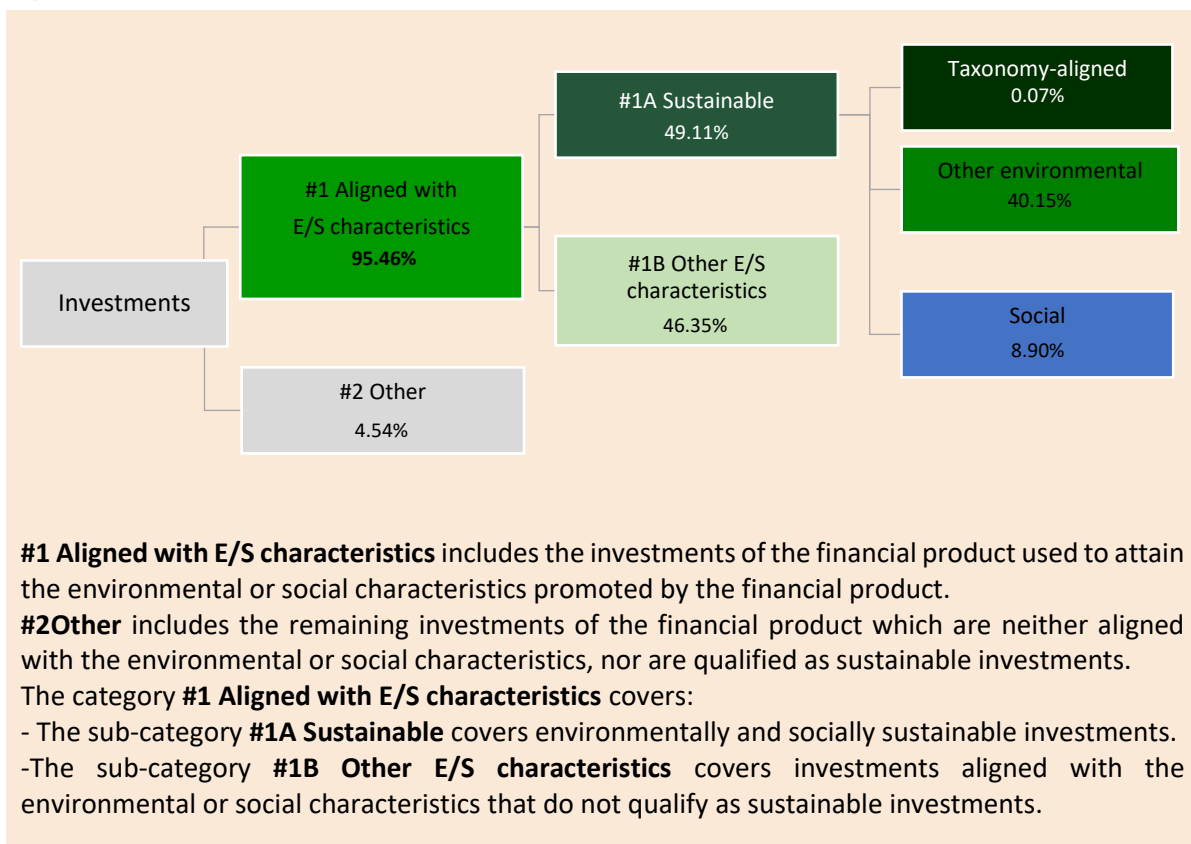 Investments
#1 Aligned with
E/S characteristics
95.46%
#2 Other
4.54%
#1A Sustainable
49.11%
#1B Other E/S
characteristics
46.35%
Taxonomy-aligned
0.07%
Other environmental
40.15%
Social
8.90%
#1 Aligned with E/S characteristics includes the investments of the financial product used to attain
the environmental or social characteristics promoted by the financial product.
#2Other includes the remaining investments of the financial product which are neither aligned
with the environmental or social characteristics, nor are qualified as sustainable investments.
The category #1 Aligned with E/S characteristics covers:
- The sub-category #1A Sustainable covers environmentally and socially sustainable investments.
-The sub-category #1B Other E/S characteristics covers investments aligned with the
environmental or social characteristics that do not qualify as sustainable investments.